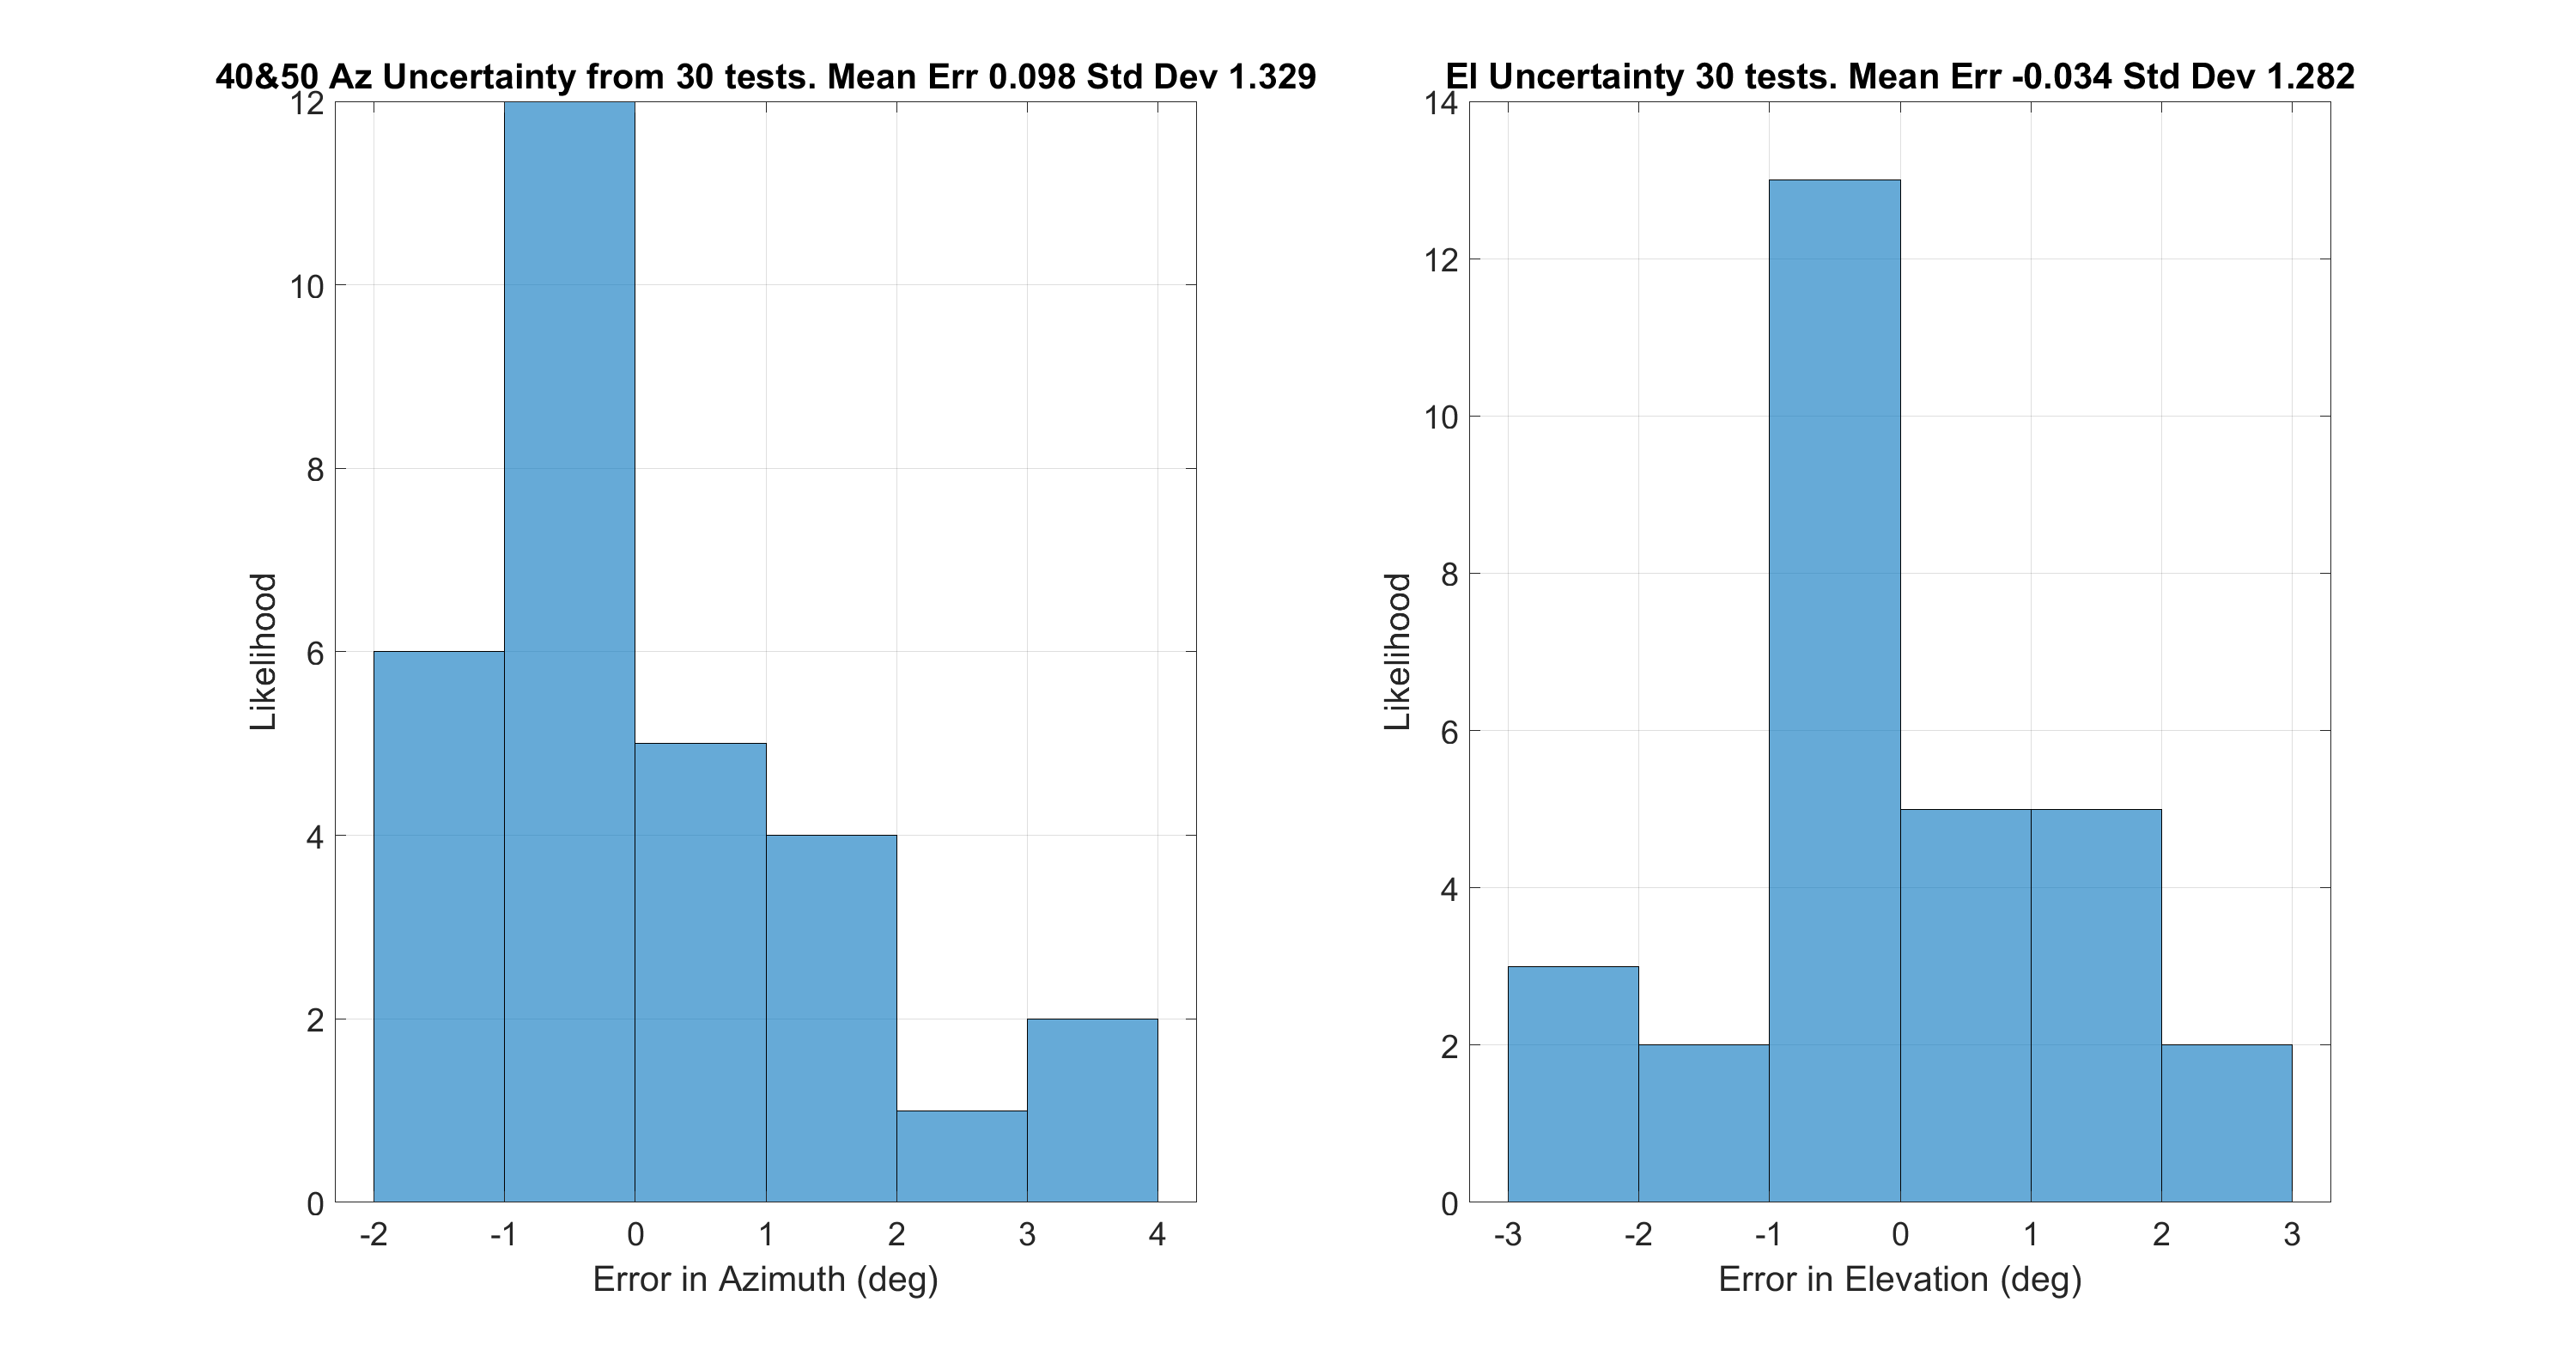 40&50 Az Uncertainty from 30 tests. Mean Err 0.098 Std Dev 1.329
12
10
8
6
4
2
0
Likelihood
-2 -1 0 1 2 3 4
Error in Azimuth (deg)
El Uncertainty 30 tests. Mean Err -0.034 Std Dev 1.282
14
12
10
8
6
4
2
0
Likelihood
-3 -2 -1 0 1 2 3
Error in Elevation (deg)